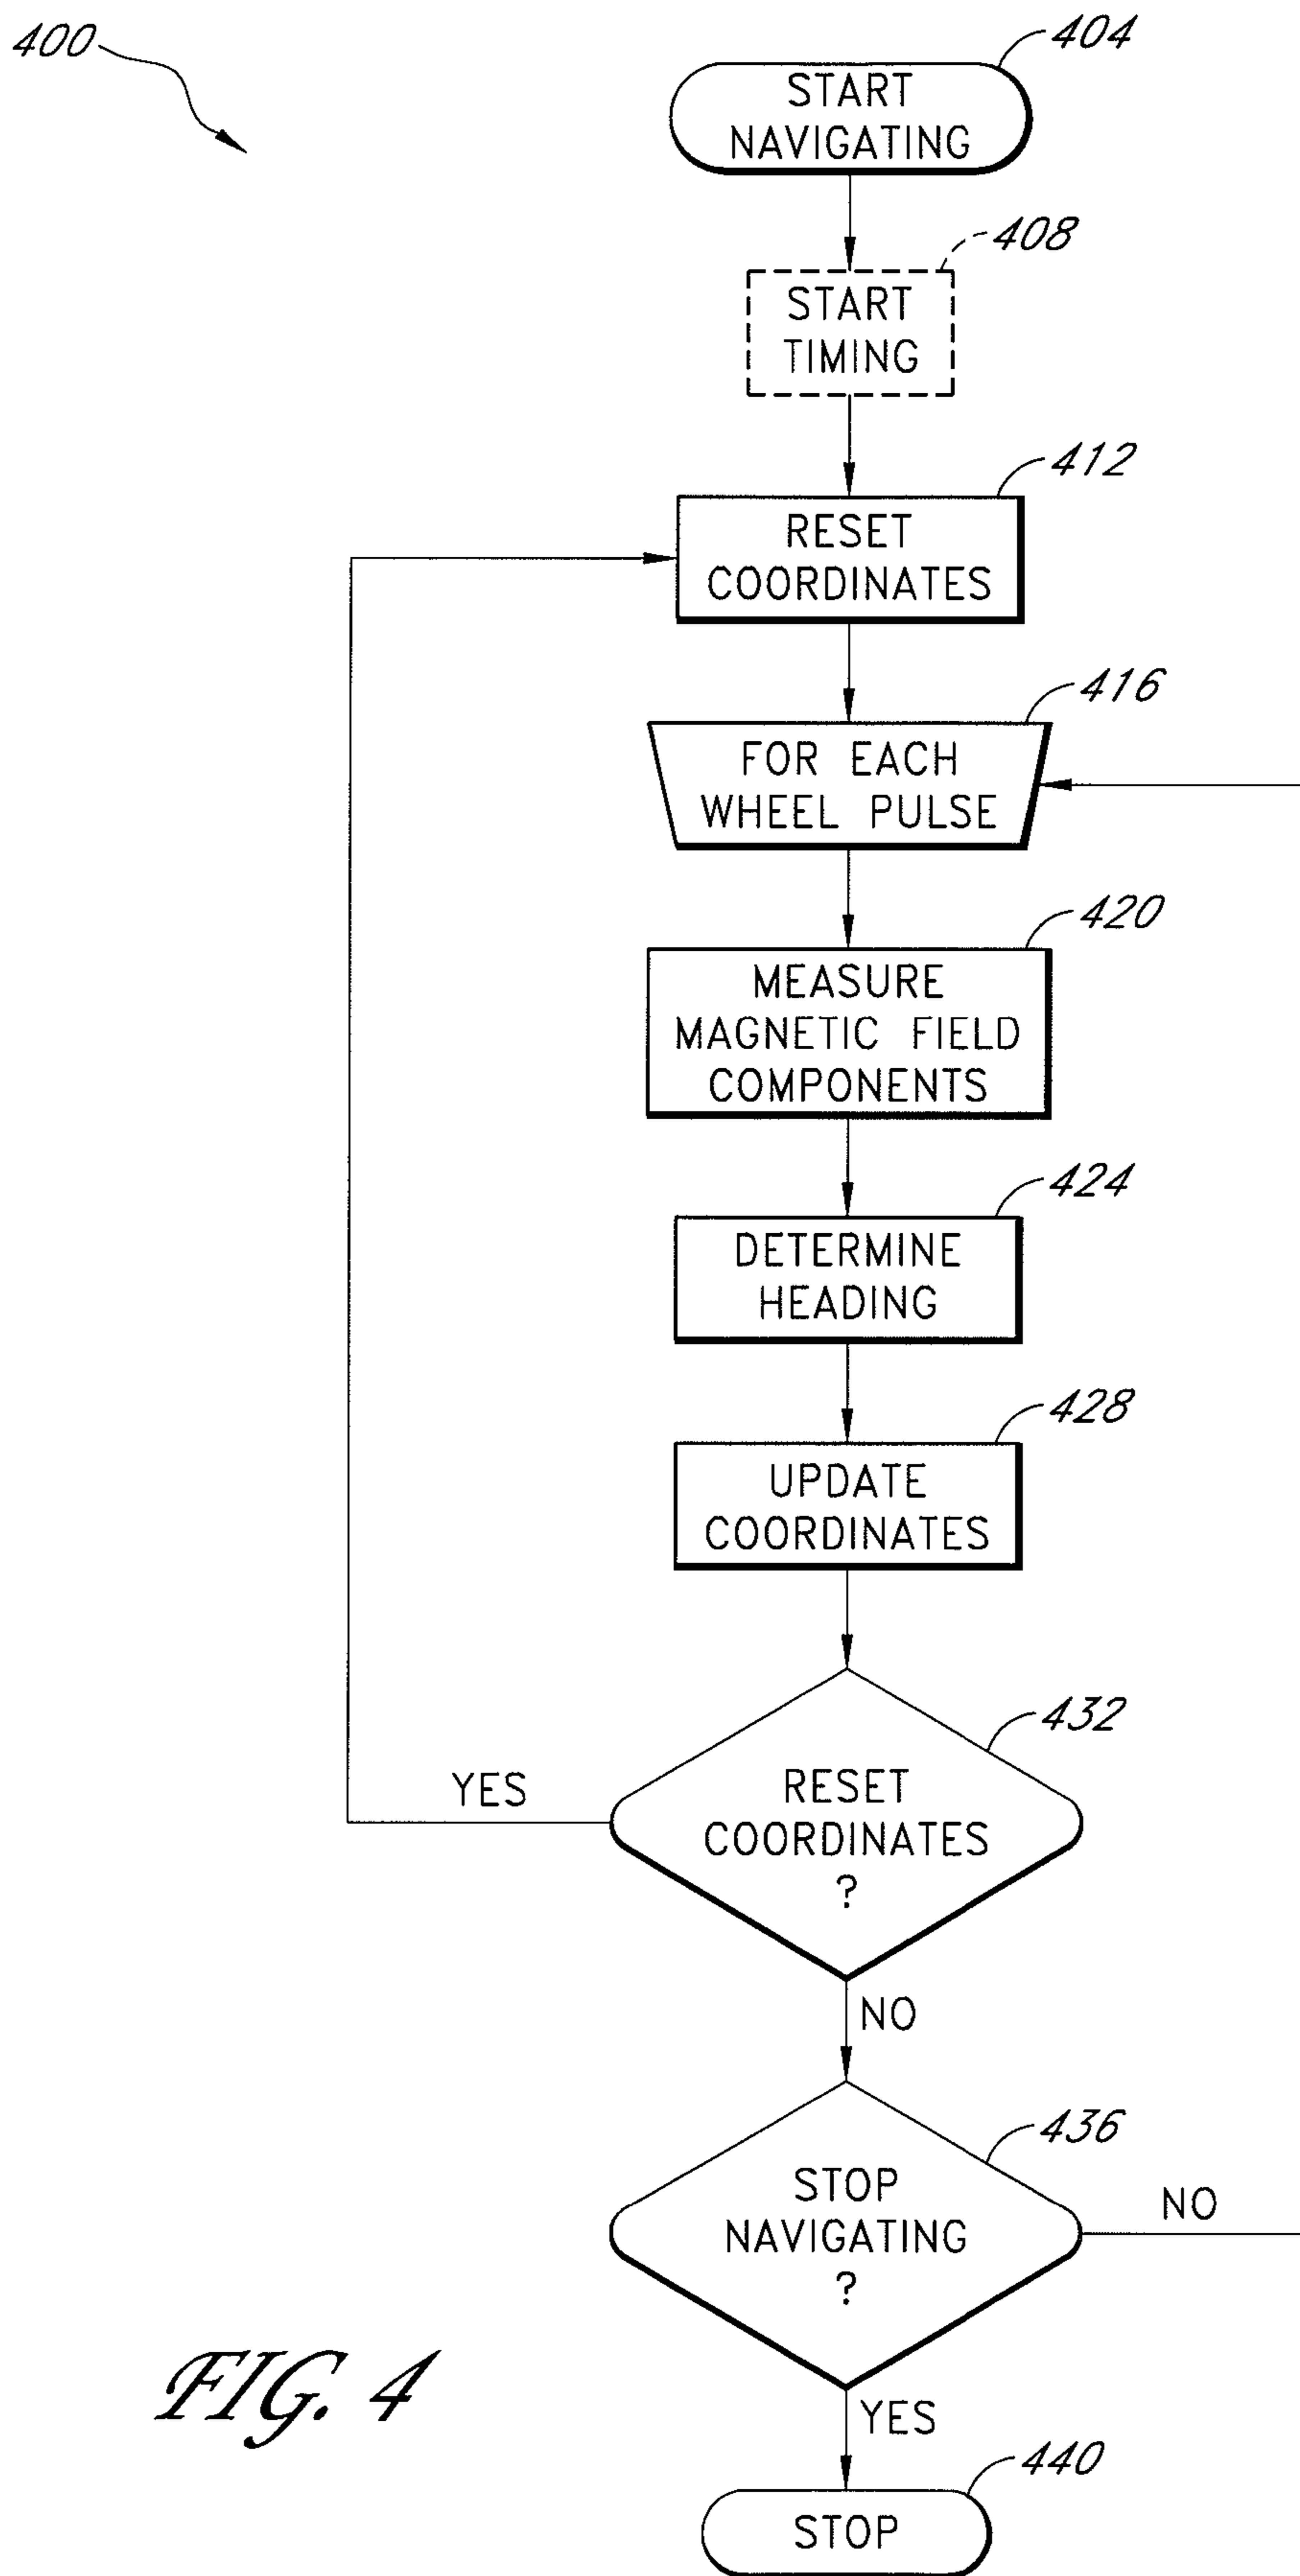 400
404
START
NAVIGATING
408
START
TIMING
412
RESET
COORDINATES
416
FOR EACH
WHEEL PULSE
420
MEASURE
MAGNETIC FIELD
COMPONENTS
424
DETERMINE
HEADING
428
UPDATE
COORDINATES
432
YES
RESET
COORDINATES
?
NO
436
STOP
NAVIGATING
?
NO
FIG. 4
YES
440
STOP